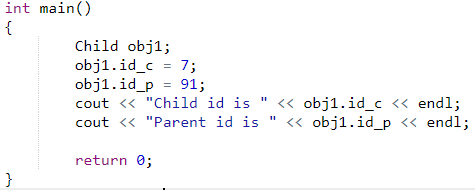 int main()
{
        Child obj1;
        obj1.id_c = 7;
        obj1.id_p = 91;
        cout << "Child id is " << obj1.id_c << endl;
        cout << "Parent id is " << obj1.id_p << endl;

        return 0;
}